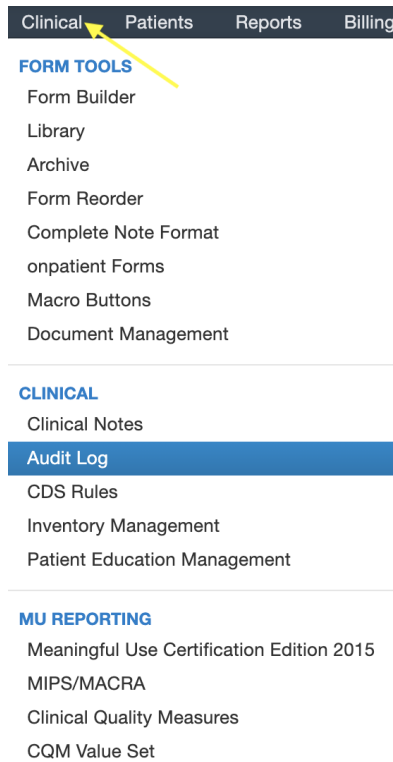 Clinical Patients Reports Billing
FORM TOOLS
Form Builder
Library
Archive
Form Reorder
Complete Note Format
onpatient Forms
Macro Buttons
Document Management
CLINICAL
Clinical Notes
Audit Log
CDS Rules
Inventory Management
Patient Education Management
MU REPORTING
Meaningful Use Certification Edition 2015
MIPS/MACRA
Clinical Quality Measures
CQM Value Set